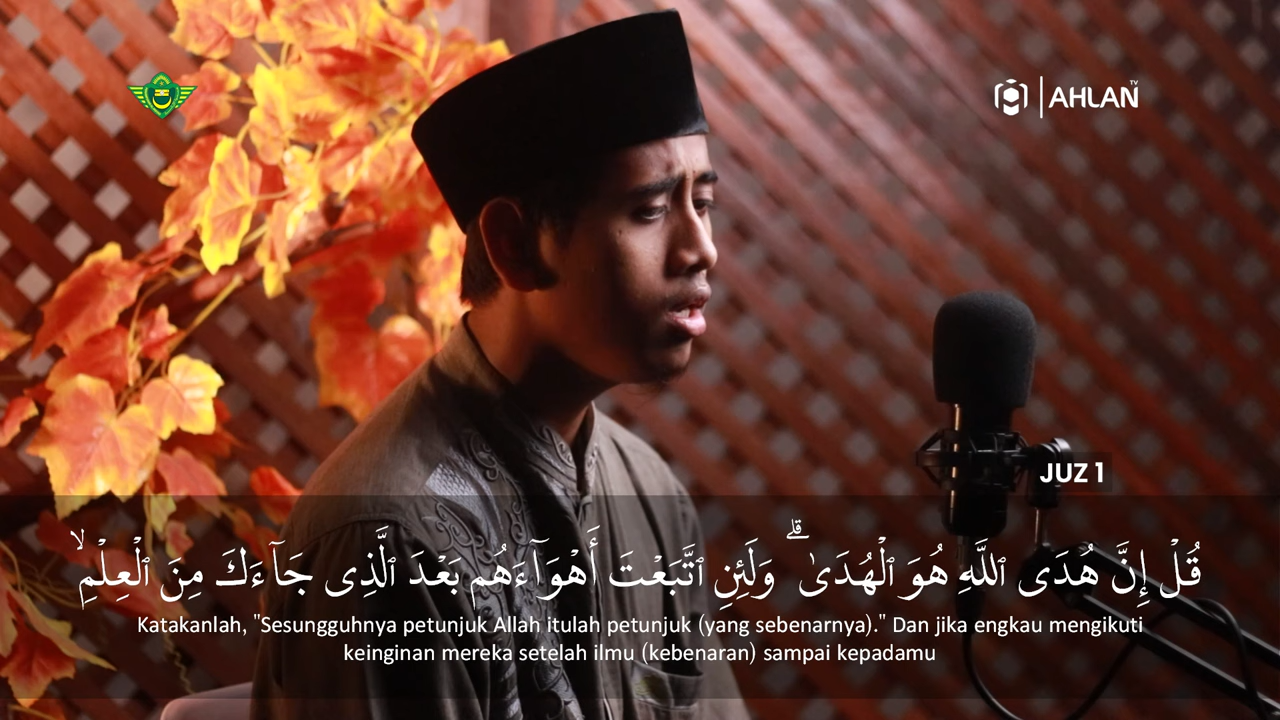 AHLAN TV
JUZ 1
قُلْ إِنَّ هُدَى ٱللَّهِ هُوَ ٱلْهُدَىٰ ۗ وَلَئِنِ ٱتَّبَعْتَ أَهْوَآءَهُم بَعْدَ ٱلَّذِى جَآءَكَ مِنَ ٱلْعِلْمِ ۙ
Katakanlah, "Sesungguhnya petunjuk Allah itulah petunjuk (yang sebenarnya)." Dan jika engkau mengikuti
keinginan mereka setelah ilmu (kebenaran) sampai kepadamu